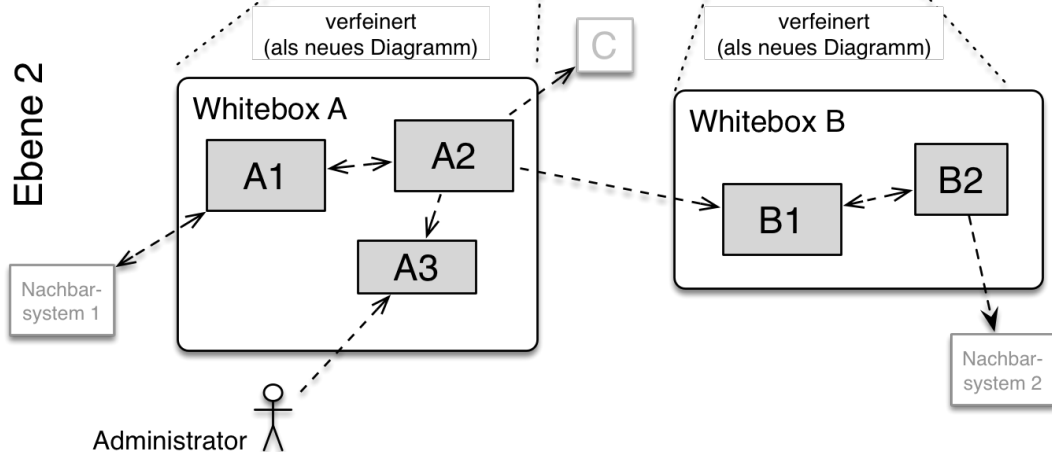 verfeinert
(als neues Diagramm)
verfeinert
(als neues Diagramm)
Ebene 2
C
Whitebox A
A1
A2
A3
Whitebox B
B1
B2
Nachbar-
system 1
Nachbar-
system 2
Administrator